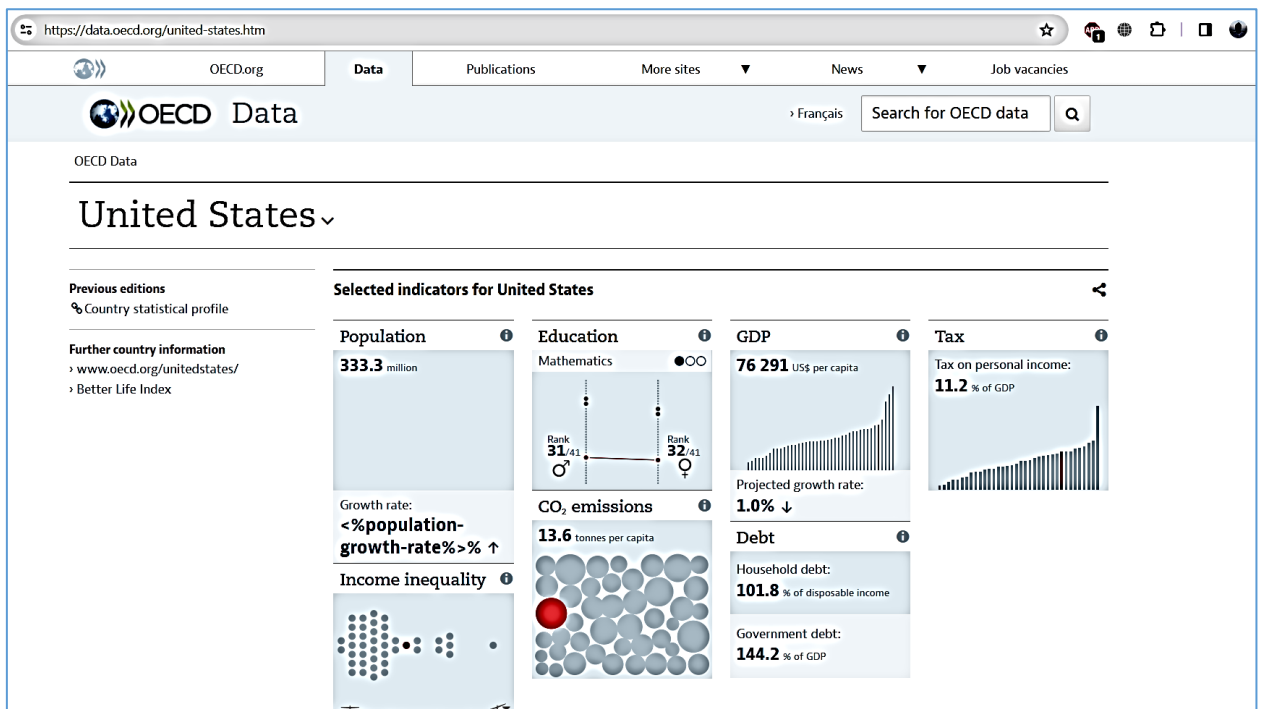 https://data.oecd.org/united-states.htm
1
OECD.org
Data
Publications
More sites ▼
News ▼
Job vacancies
OECD Data
› Français
Search for OECD data
OECD Data
United States
Previous editions
Country statistical profile
Further country information
› www.oecd.org/unitedstates/
› Better Life Index
Selected indicators for United States
Population
333.3 million
Growth rate:
<%population-
growth-rate%>% ↑
Income inequality
Education
Mathematics
Rank
31/41
♂
Rank
32/41
♀
CO₂ emissions
13.6 tonnes per capita
GDP
76 291 US$ per capita
Projected growth rate:
1.0% ↓
Debt
Household debt:
101.8 % of disposable income
Government debt:
144.2 % of GDP
Tax
Tax on personal income:
11.2 % of GDP